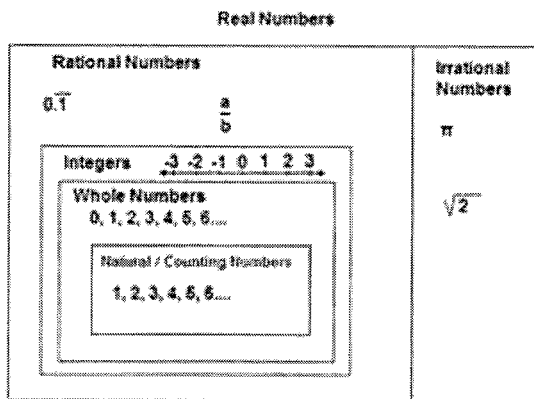 Real Numbers
Rational Numbers
0.1̅
a
b
Integers -3 -2 -1 0 1 2 3
Whole Numbers
0, 1, 2, 3, 4, 5, 6....
Natural / Counting Numbers
1, 2, 3, 4, 5, 6....
Irrational
Numbers
π
√2